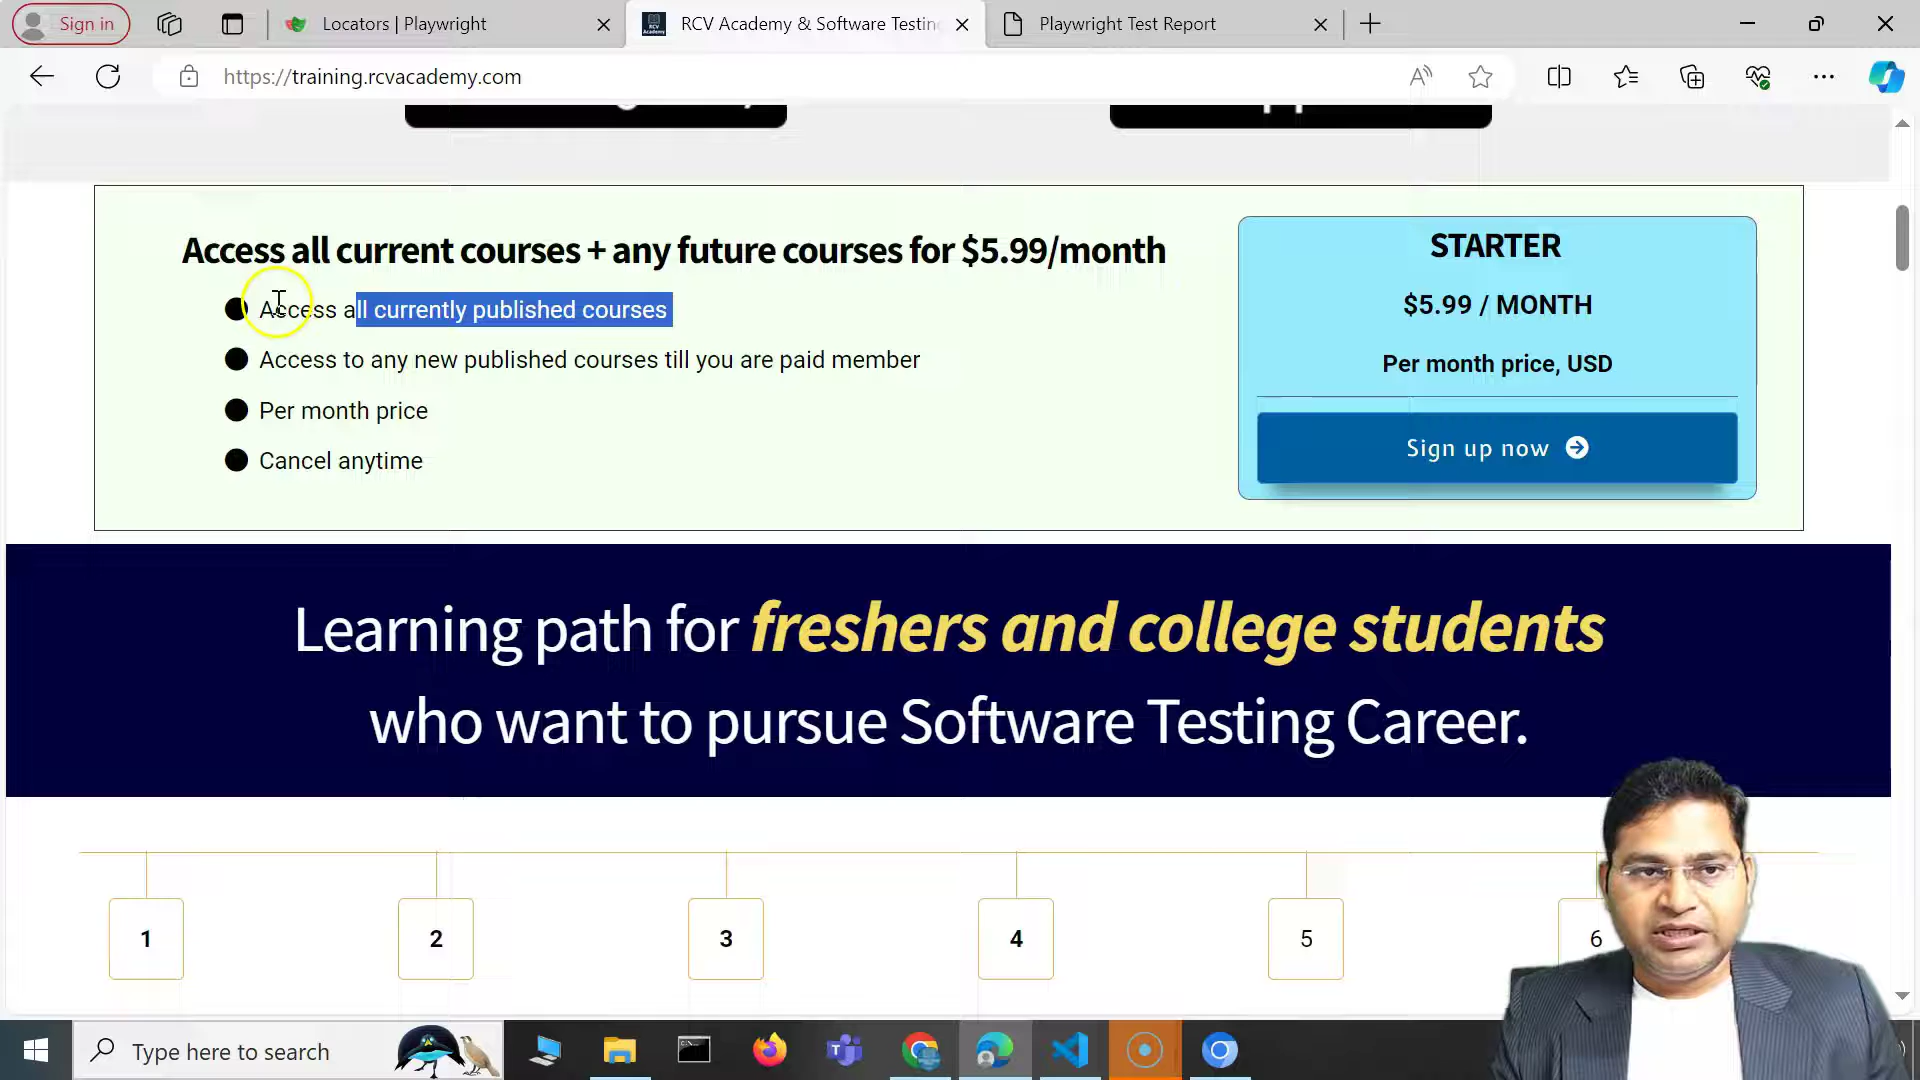 Sign in
Locators | Playwright
RCV Academy & Software Testin
Playwright Test Report
https://training.rcvacademy.com
Access all current courses + any future courses for $5.99/month
Access all currently published courses
Access to any new published courses till you are paid member
Per month price
Cancel anytime
STARTER
$5.99 / MONTH
Per month price, USD
Sign up now
Learning path for freshers and college students
who want to pursue Software Testing Career.
1
2
3
4
5
6
Type here to search